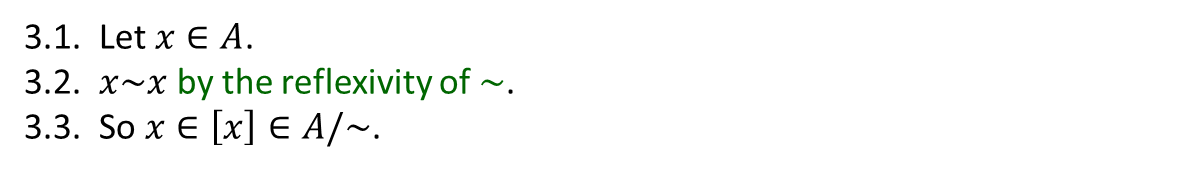 3.1. Let 𝑥 ∈ 𝐴.
3.2. 𝑥~𝑥 by the reflexivity of ~.
3.3. So 𝑥 ∈ [𝑥] ∈ 𝐴/~.